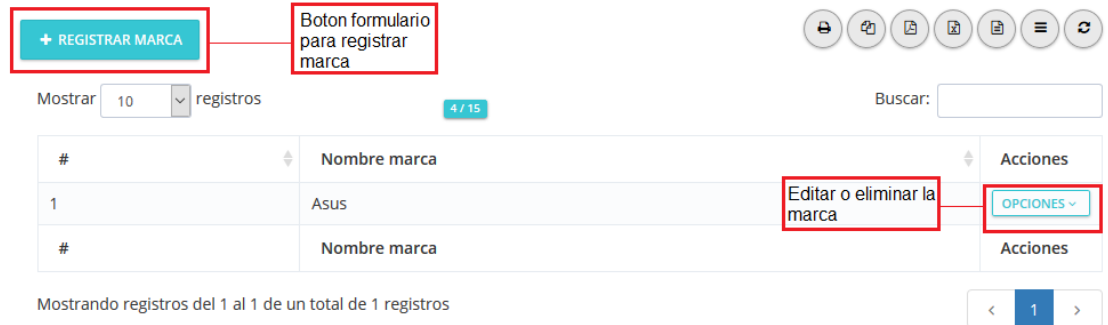 + REGISTRAR MARCA
Boton formulario
para registrar
marca
Mostrar 10 registros
4 / 15
Buscar:
# Nombre marca Acciones
1 Asus OPCIONES
Editar o eliminar la
marca
# Nombre marca Acciones
Mostrando registros del 1 al 1 de un total de 1 registros
< 1 >